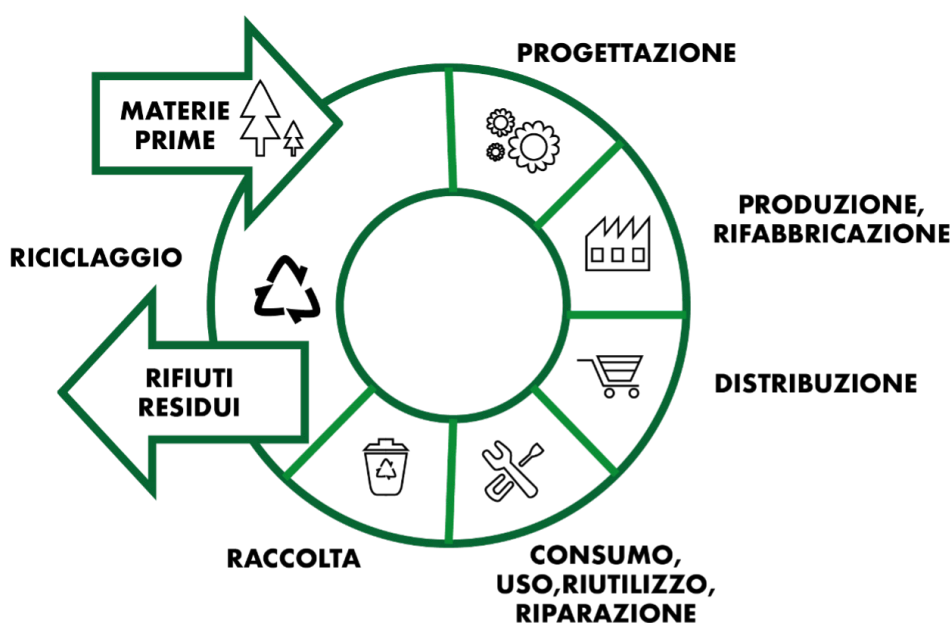 PROGETTAZIONE
MATERIE
PRIME
PRODUZIONE,
RIFABBRICAZIONE
RICICLAGGIO
RIFIUTI
RESIDUI
DISTRIBUZIONE
RACCOLTA
CONSUMO,
USO,RIUTILIZZO,
RIPARAZIONE